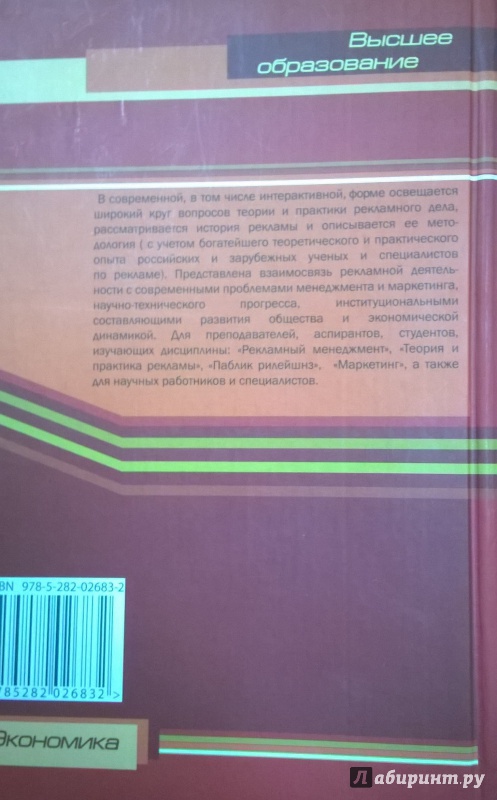 Высшее
образование
В современной, в том числе интерактивной, форме освещается
широкий круг вопросов теории и практики рекламного дела,
рассматривается история рекламы и описывается ее мето-
дология ( с учетом богатейшего теоретического и практического
опыта российских и зарубежных ученых и специалистов
по рекламе). Представлена взаимосвязь рекламной деятель-
ности с современными проблемами менеджмента и маркетинга,
научно-технического прогресса, институциональными
составляющими развития общества и экономической
динамикой. Для преподавателей, аспирантов, студентов,
изучающих дисциплины: «Рекламный менеджмент», «Теория и
практика рекламы», «Паблик рилейшнз», «Маркетинг», а также
для научных работников и специалистов.
BN 978-5-282-02683-2
785282 026832 >
Экономика
Лабиринт.ру